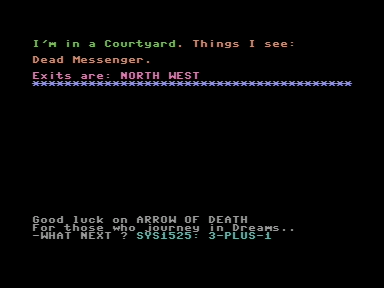 I'm in a Courtyard. Things I see:
Dead Messenger.
Exits are: NORTH WEST
****************************************
Good luck on ARROW OF DEATH
For those who journey in Dreams..
-WHAT NEXT ? SYS1525: 3-PLUS-1